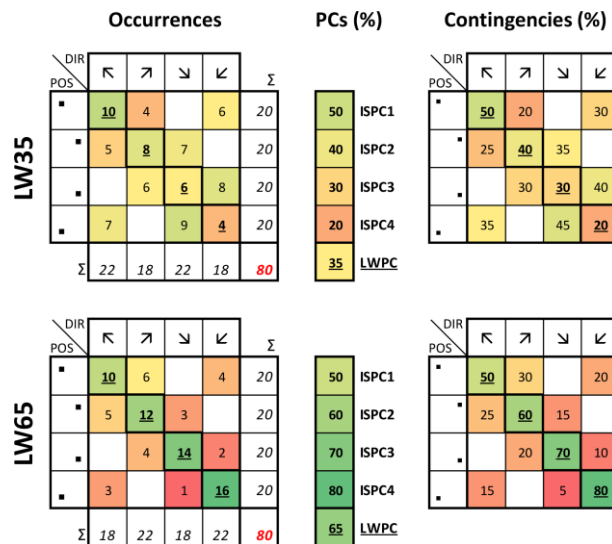 Occurrences PCs (%) Contingencies (%)
LW35
DIR
POS
↖ ↗ ↘ ↙ Σ
10 4 6 20
5 8 7 20
6 6 8 20
7 9 4 20
Σ 22 18 22 18 80
50 ISPC1
40 ISPC2
30 ISPC3
20 ISPC4
35 LWPC
DIR
POS
↖ ↗ ↘ ↙
50 20 30
25 40 35
30 30 40
35 45 20
LW65
DIR
POS
↖ ↗ ↘ ↙ Σ
10 6 4 20
5 12 3 20
4 14 2 20
3 1 16 20
Σ 18 22 18 22 80
50 ISPC1
60 ISPC2
70 ISPC3
80 ISPC4
65 LWPC
DIR
POS
↖ ↗ ↘ ↙
50 30 20
25 60 15
20 70 10
15 5 80